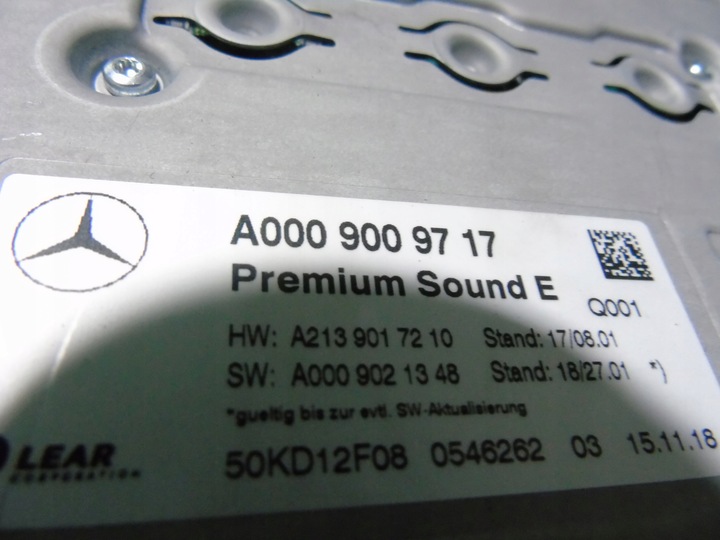 A000 900 97 17
Premium Sound E
Q001
HW: A213 901 72 10 Stand: 17/08.01
SW: A000 902 13 48 Stand: 18/27.01 *)
*gueltig bis zur evtl. SW-Aktualisierung
LEAR
CORPORATION
50KD12F08 0546262 03 15.11.18